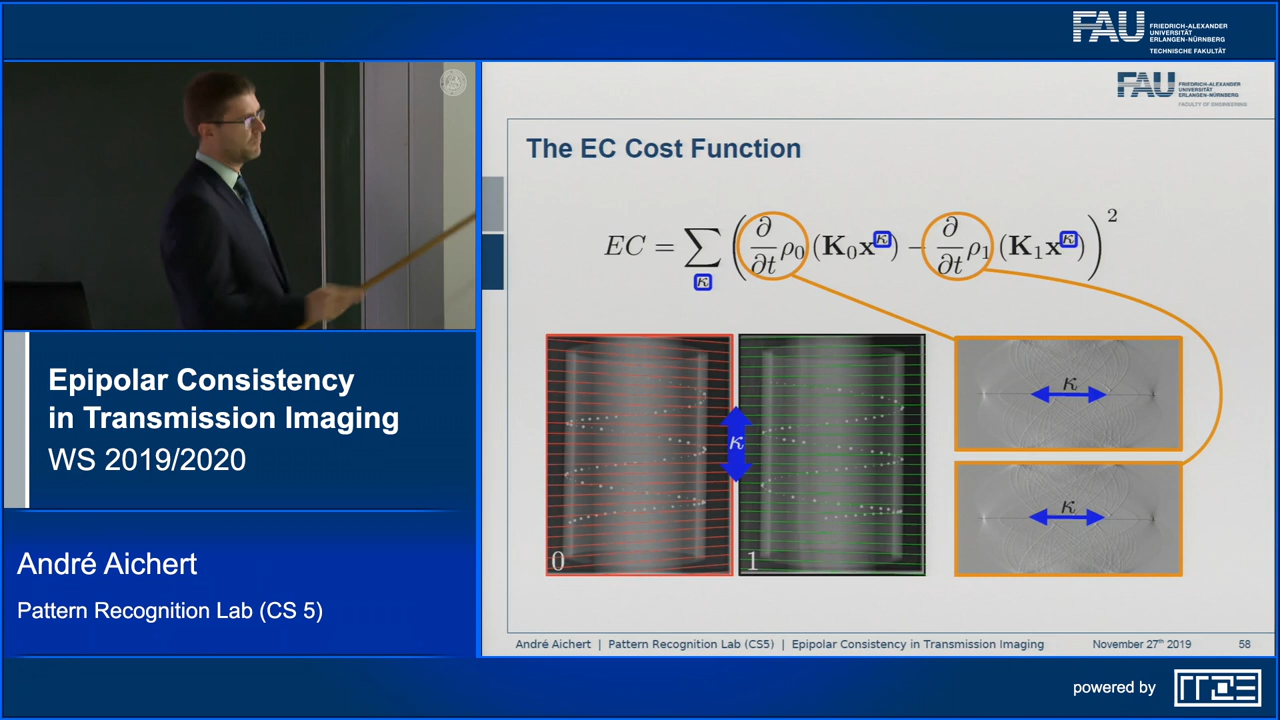 FAU
FRIEDRICH-ALEXANDER
UNIVERSITÄT
ERLANGEN-NÜRNBERG
TECHNISCHE FAKULTÄT
FAU
FRIEDRICH-ALEXANDER
UNIVERSITÄT
ERLANGEN-NÜRNBERG
FACULTY OF ENGINEERING
The EC Cost Function
EC = ∑_κ ( ∂/∂t ρ₀ (K₀x^κ) − ∂/∂t ρ₁ (K₁x^κ) )²
κ
κ
κ
0
1
Epipolar Consistency
in Transmission Imaging
WS 2019/2020
André Aichert
Pattern Recognition Lab (CS 5)
André Aichert | Pattern Recognition Lab (CS5) | Epipolar Consistency in Transmission Imaging November 27th 2019 58
powered by